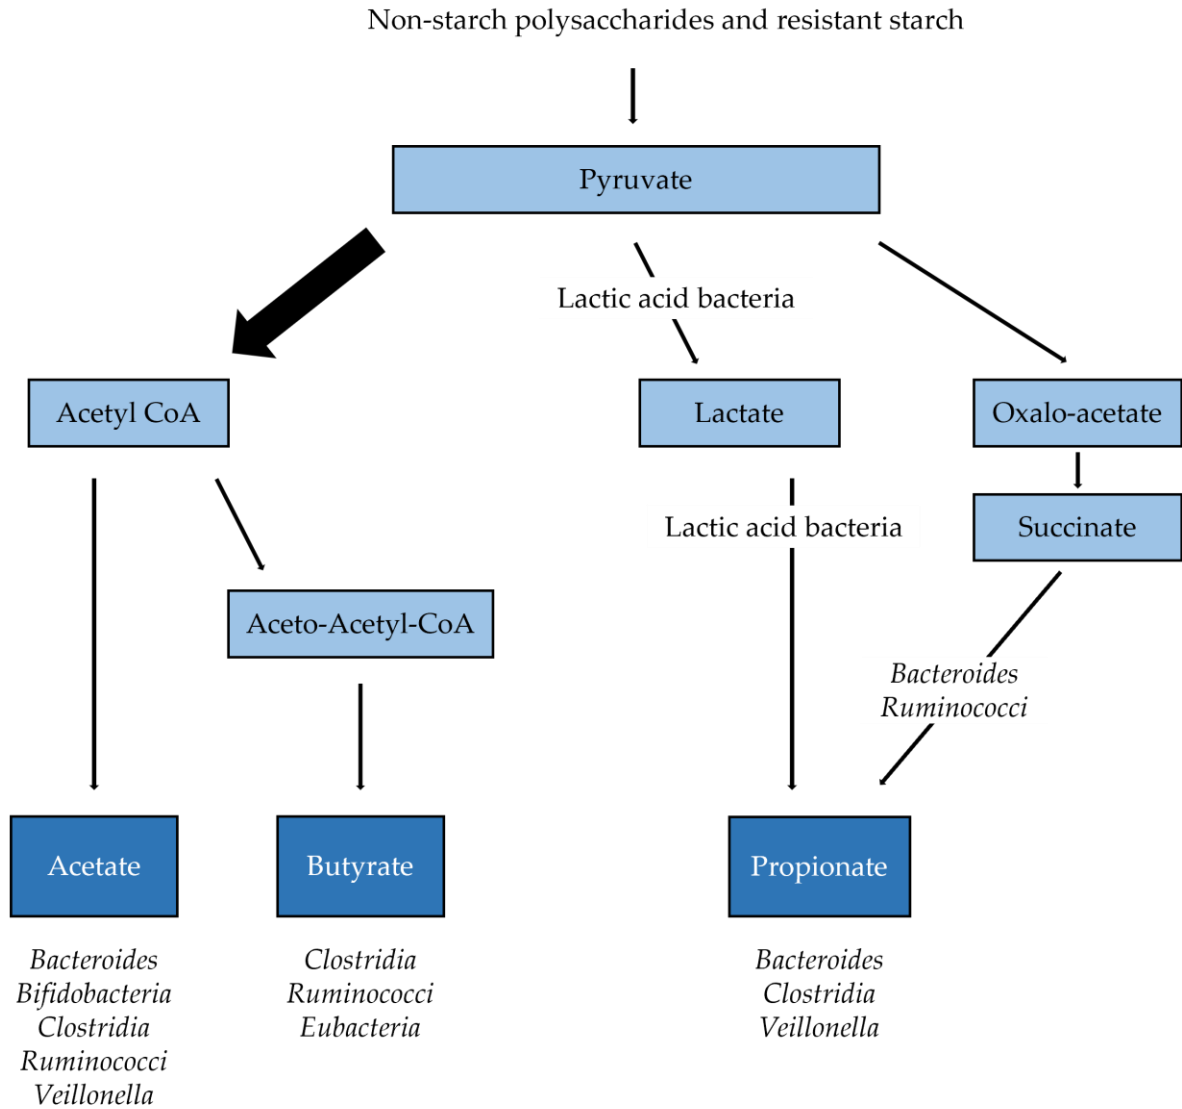 Non-starch polysaccharides and resistant starch
Pyruvate
Lactic acid bacteria
Acetyl CoA
Lactate
Oxalo-acetate
Lactic acid bacteria
Succinate
Aceto-Acetyl-CoA
Bacteroides
Ruminococci
Acetate
Butyrate
Propionate
Bacteroides
Bifidobacteria
Clostridia
Ruminococci
Veillonella
Clostridia
Ruminococci
Eubacteria
Bacteroides
Clostridia
Veillonella